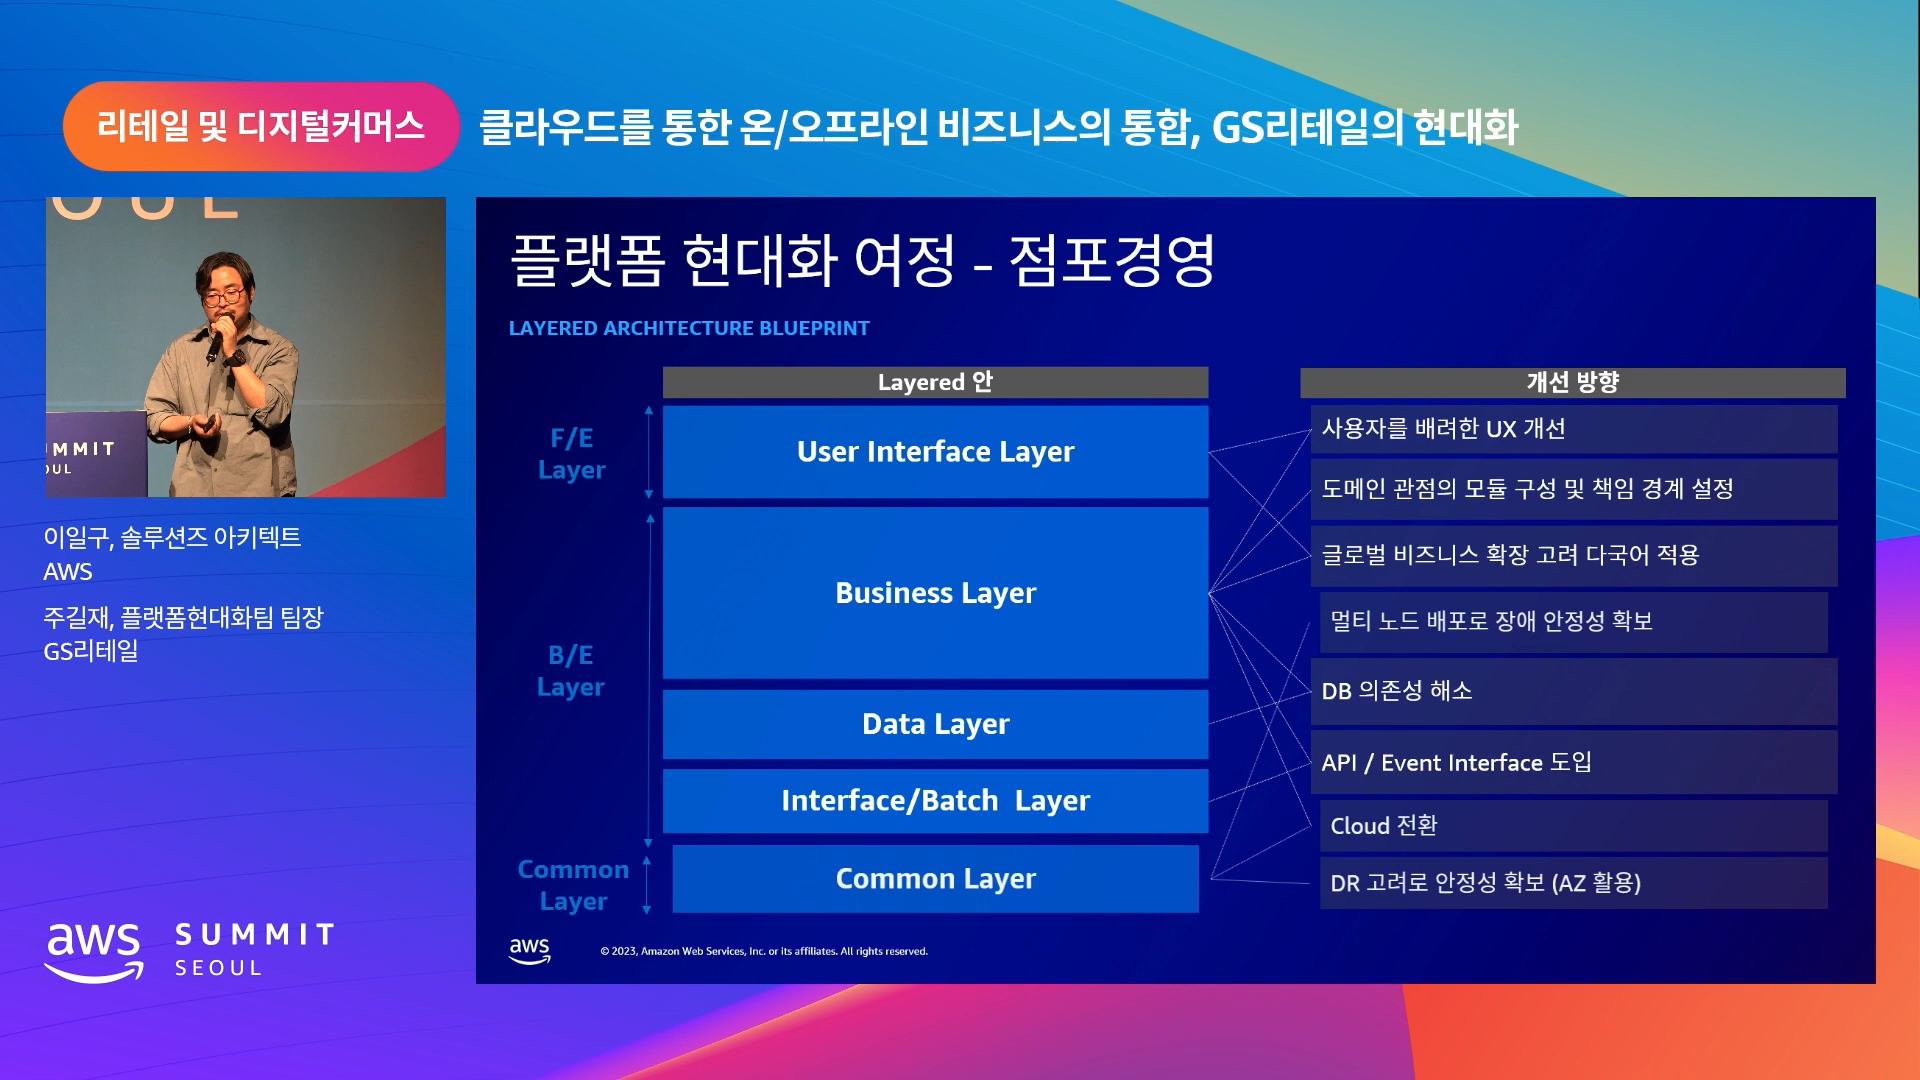 리테일 및 디지털커머스
클라우드를 통한 온/오프라인 비즈니스의 통합, GS리테일의 현대화
OUL
UMMIT
OUL
이일구, 솔루션즈 아키텍트
AWS
주길재, 플랫폼현대화팀 팀장
GS리테일
aws
SUMMIT
SEOUL
플랫폼 현대화 여정 - 점포경영
LAYERED ARCHITECTURE BLUEPRINT
Layered 안
F/E
Layer
User Interface Layer
B/E
Layer
Business Layer
Data Layer
Interface/Batch Layer
Common
Layer
Common Layer
개선 방향
사용자를 배려한 UX 개선
도메인 관점의 모듈 구성 및 책임 경계 설정
글로벌 비즈니스 확장 고려 다국어 적용
멀티 노드 배포로 장애 안정성 확보
DB 의존성 해소
API / Event Interface 도입
Cloud 전환
DR 고려로 안정성 확보 (AZ 활용)
aws
© 2023, Amazon Web Services, Inc. or its affiliates. All rights reserved.